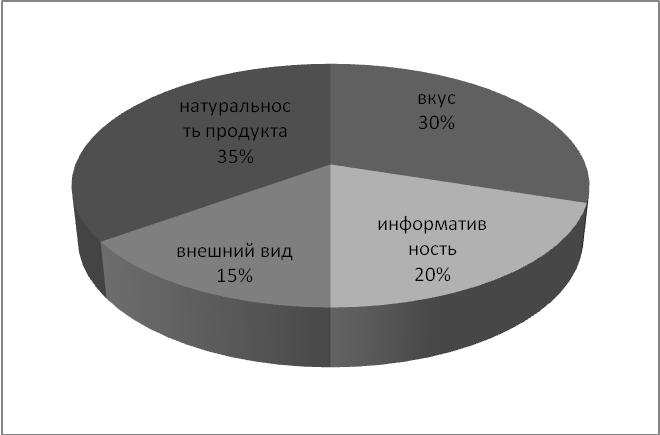 натуральнос
ть продукта
35%
вкус
30%
информатив
ность
20%
внешний вид
15%